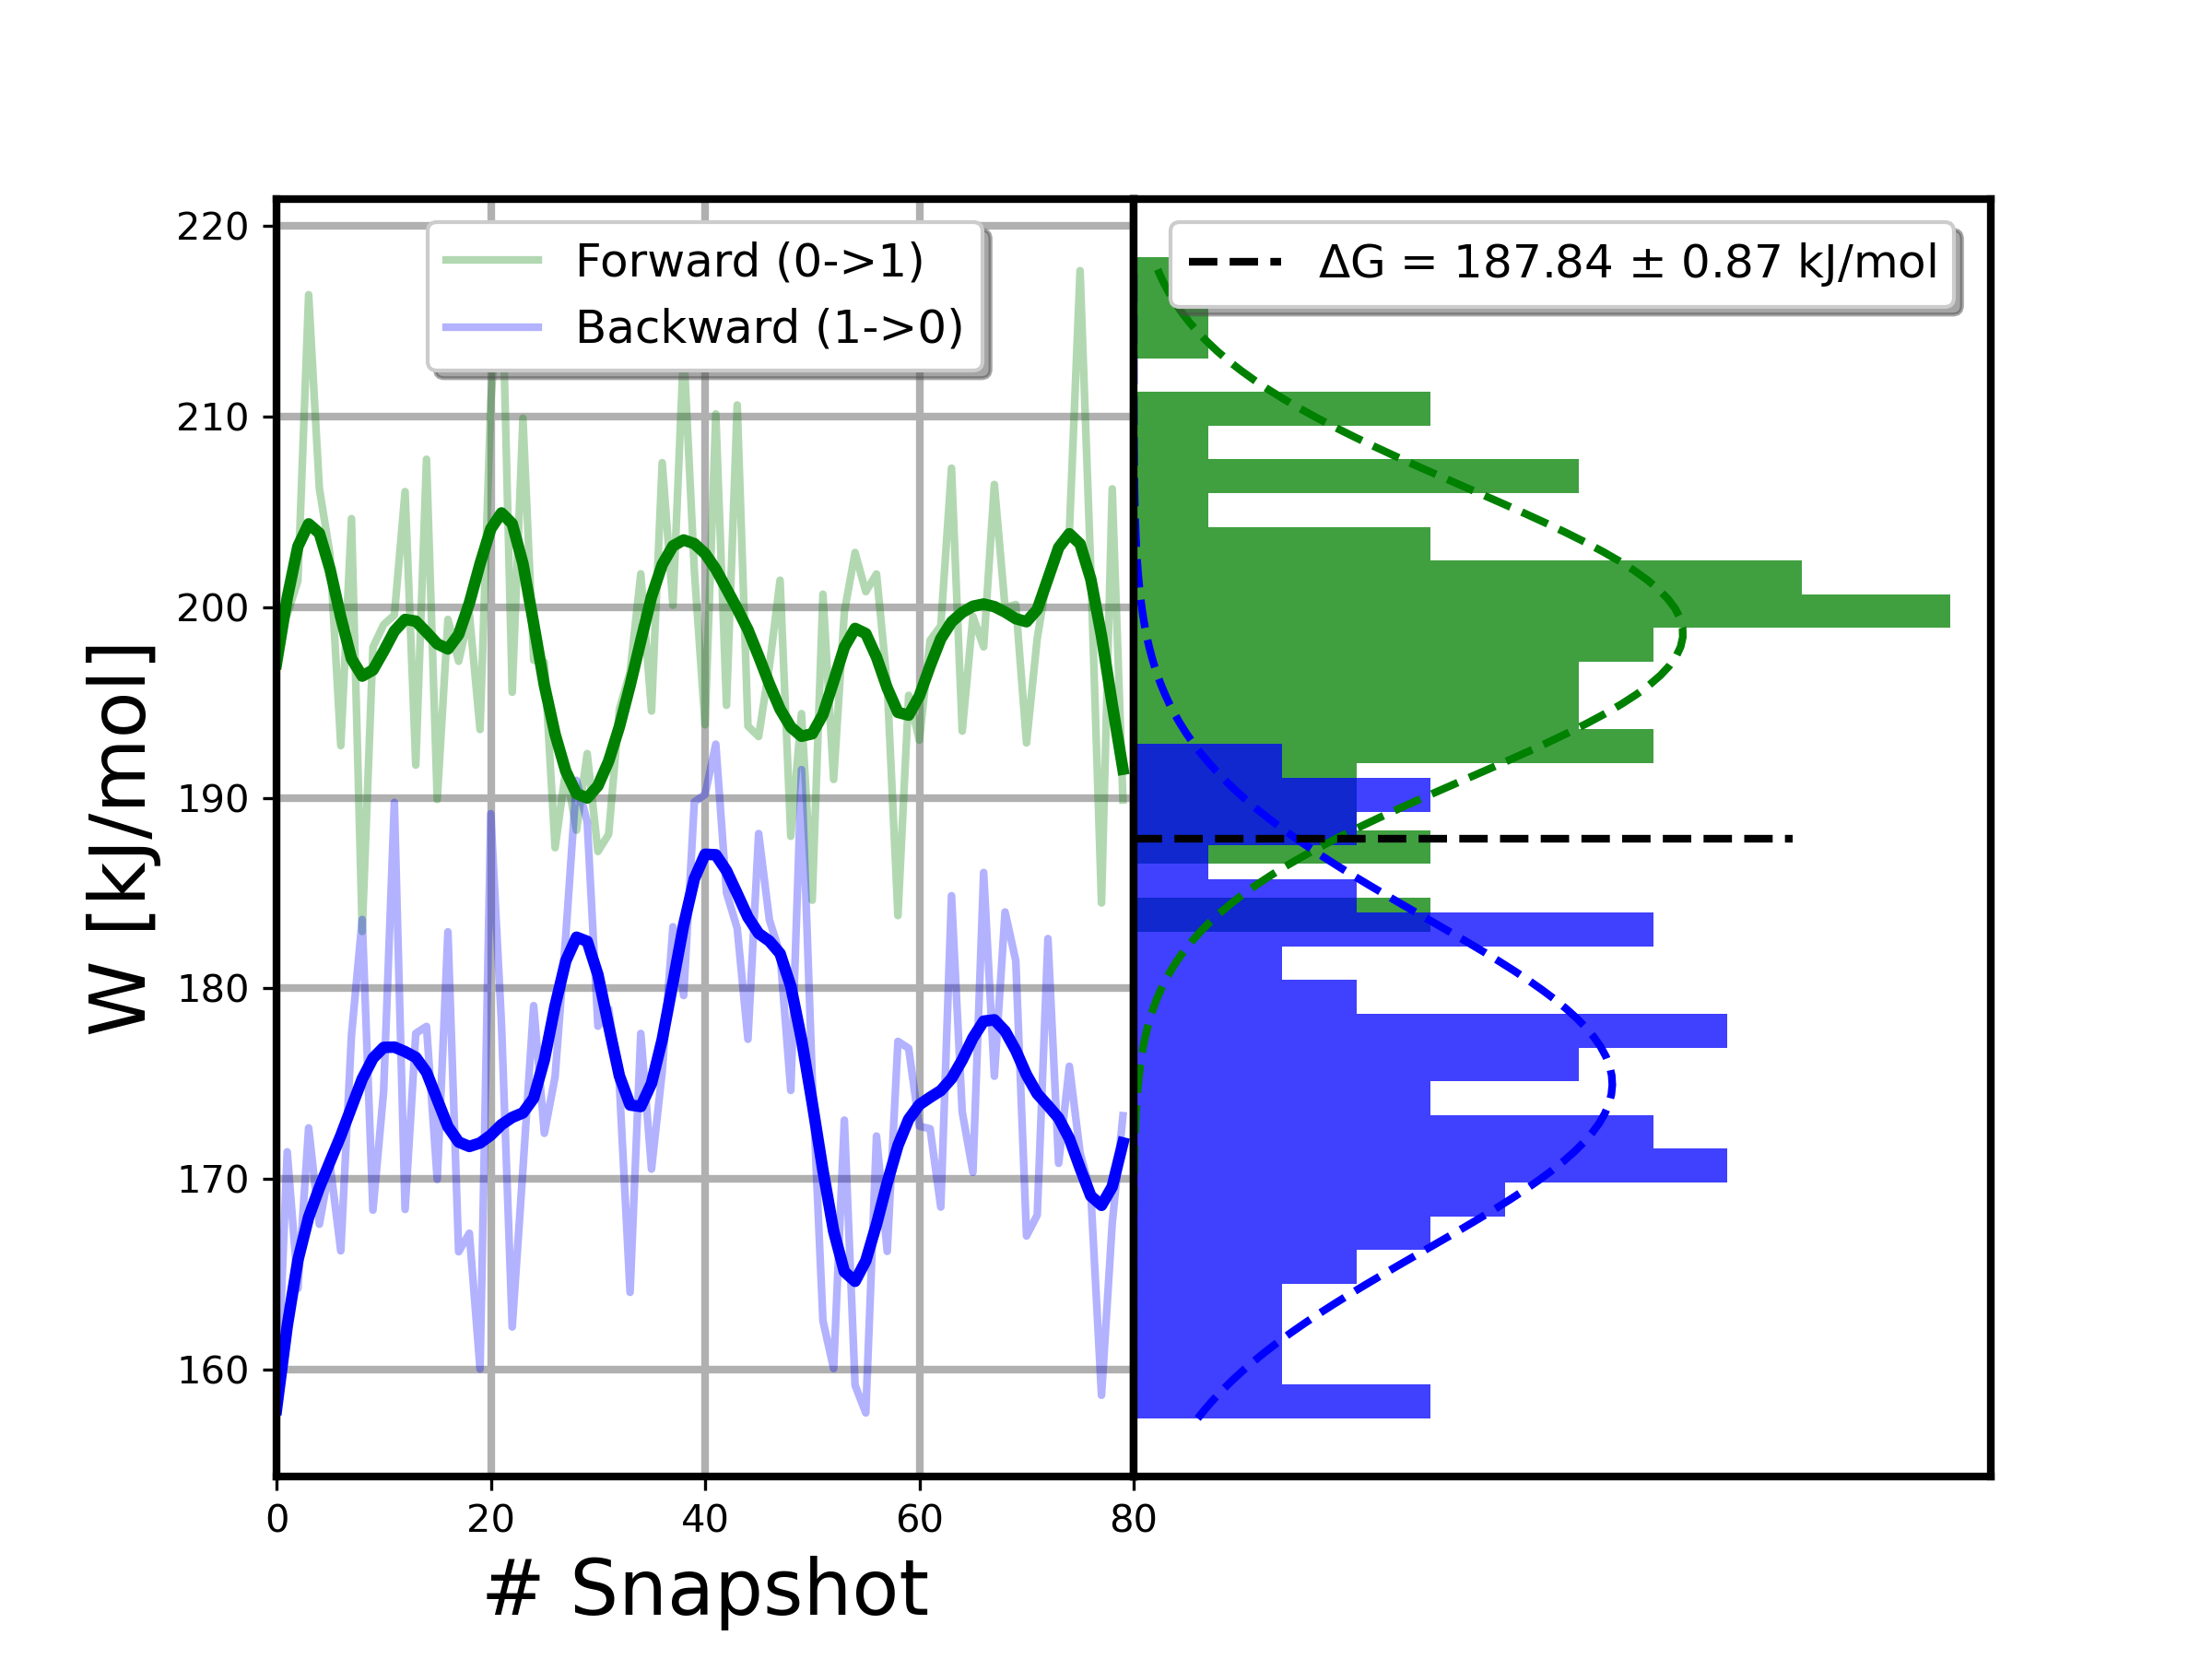 220
210
200
190
180
170
160
W [kJ/mol]
Forward (0->1)
Backward (1->0)
ΔG = 187.84 ± 0.87 kJ/mol
0 20 40 60 80
# Snapshot